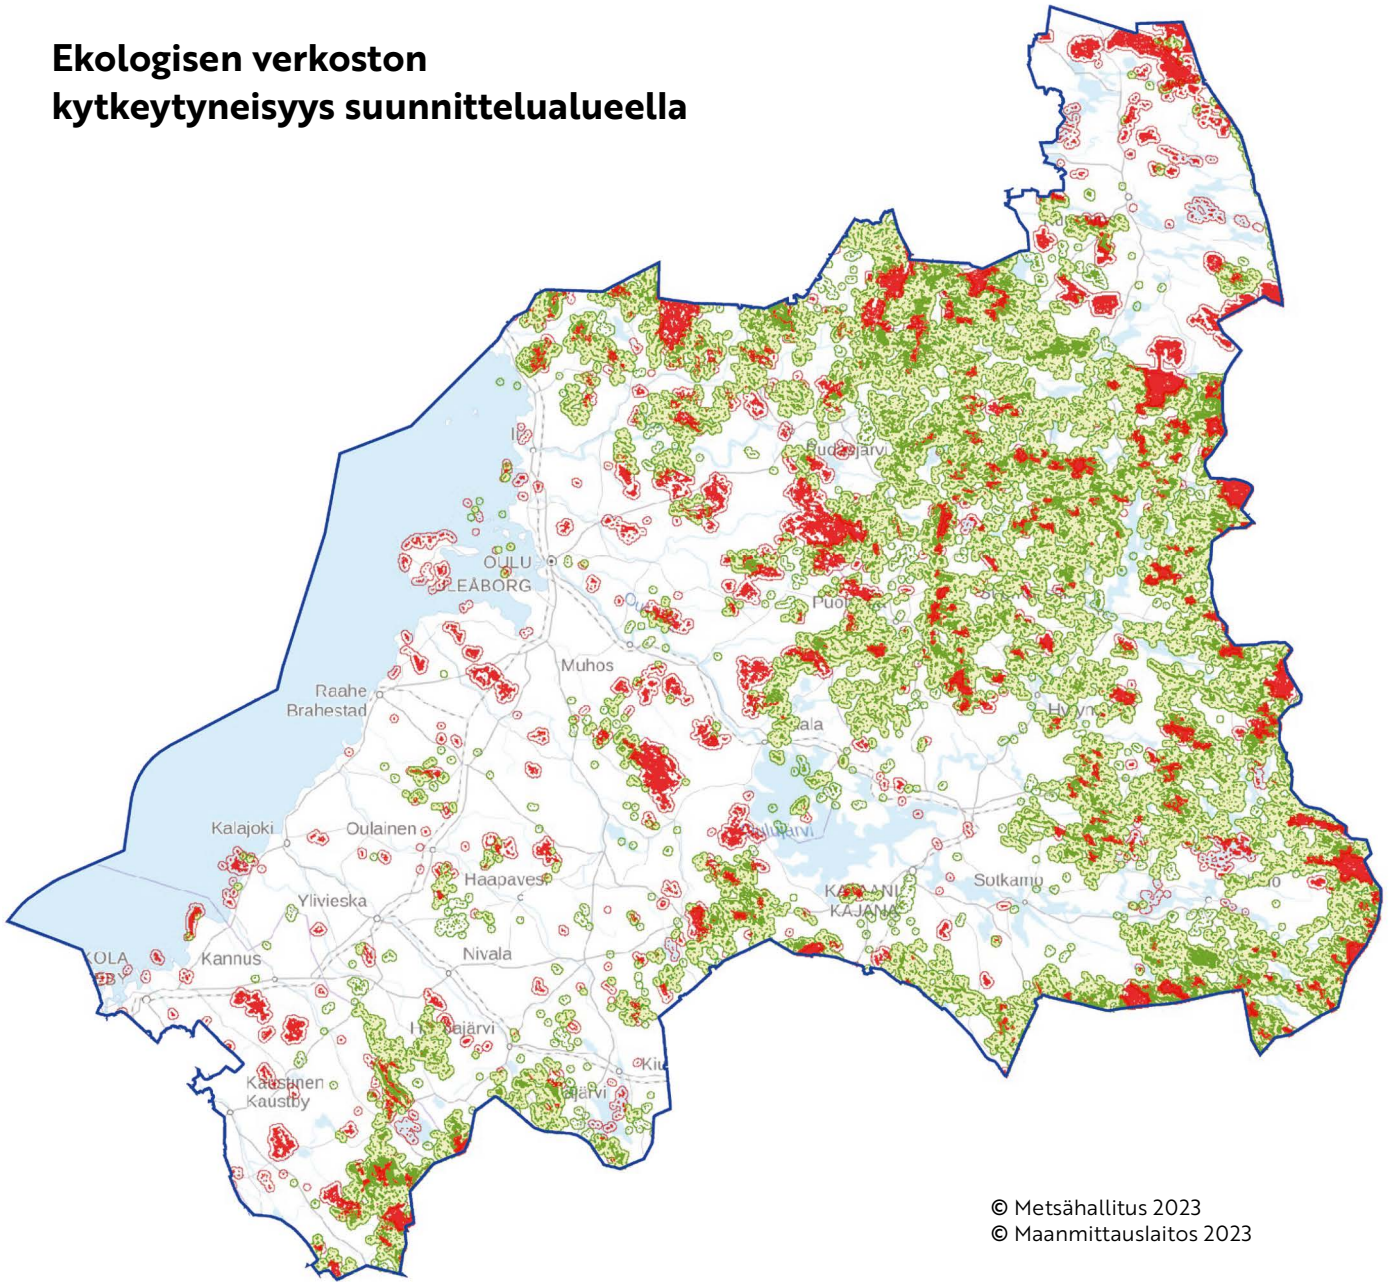 Ekologisen verkoston
kytkeytyneisyys suunnittelualueella
OULU
ULEÅBORG
Muhos
Raahe
Brahestad
Kalajoki
Oulainen
Haapavesi
Ylivieska
Sotkamo
KAJAANI
KAJANA
KOLA
Kannus
Nivala
Kaustinen
Kaustby
© Metsähallitus 2023
© Maanmittauslaitos 2023